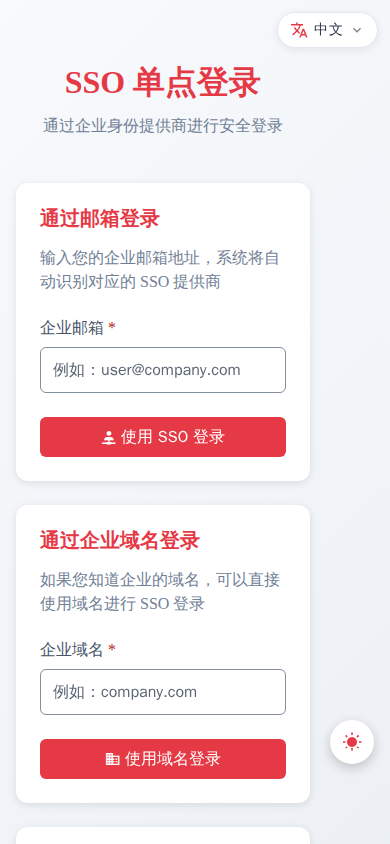 中文
SSO 单点登录
通过企业身份提供商进行安全登录
通过邮箱登录
输入您的企业邮箱地址，系统将自
动识别对应的 SSO 提供商
企业邮箱 *
例如：user@company.com
使用 SSO 登录
通过企业域名登录
如果您知道企业的域名，可以直接
使用域名进行 SSO 登录
企业域名 *
例如：company.com
使用域名登录